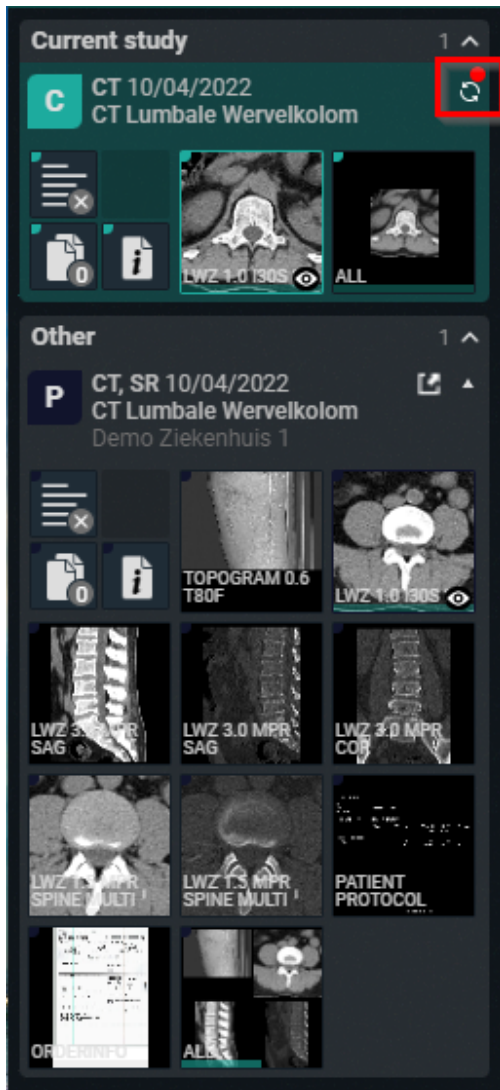 Current study 1
C CT 10/04/2022
CT Lumbale Wervelkolom
0 i LWZ 1.0 I30S ALL
Other 1
P CT, SR 10/04/2022
CT Lumbale Wervelkolom
Demo Ziekenhuis 1
0 i TOPOGRAM 0.6
T80F
LWZ 1.0 I30S
LWZ 3.0 MPR
SAG
LWZ 3.0 MPR
SAG
LWZ 3.0 MPR
COR
LWZ 1.5 MPR
SPINE MULTI
LWZ 1.5 MPR
SPINE MULTI
PATIENT
PROTOCOL
ORDERINFO
ALL